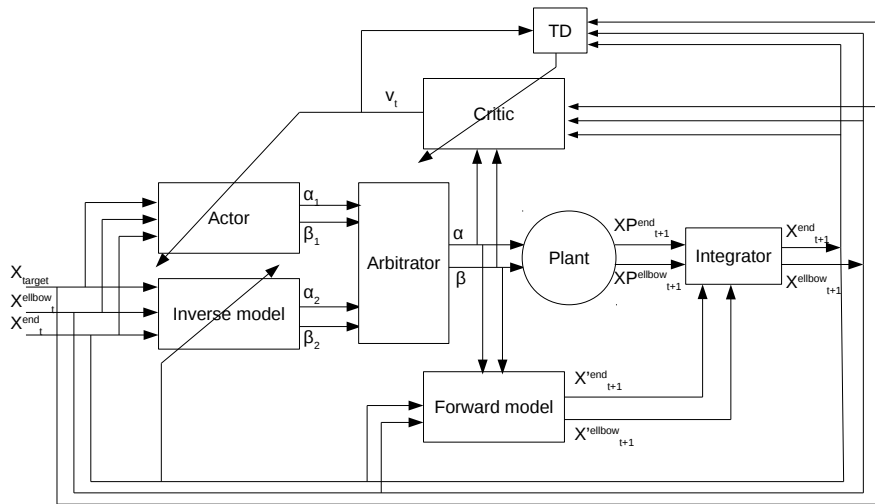 TD
v_t
Critic
Actor
α_1
β_1
Arbitrator
α
β
Plant
XP^end_t+1
XP^ellbow_t+1
Integrator
X^end_t+1
X^ellbow_t+1
X_target
X^ellbow_t
X^end_t
Inverse model
α_2
β_2
Forward model
X'^end_t+1
X'^ellbow_t+1